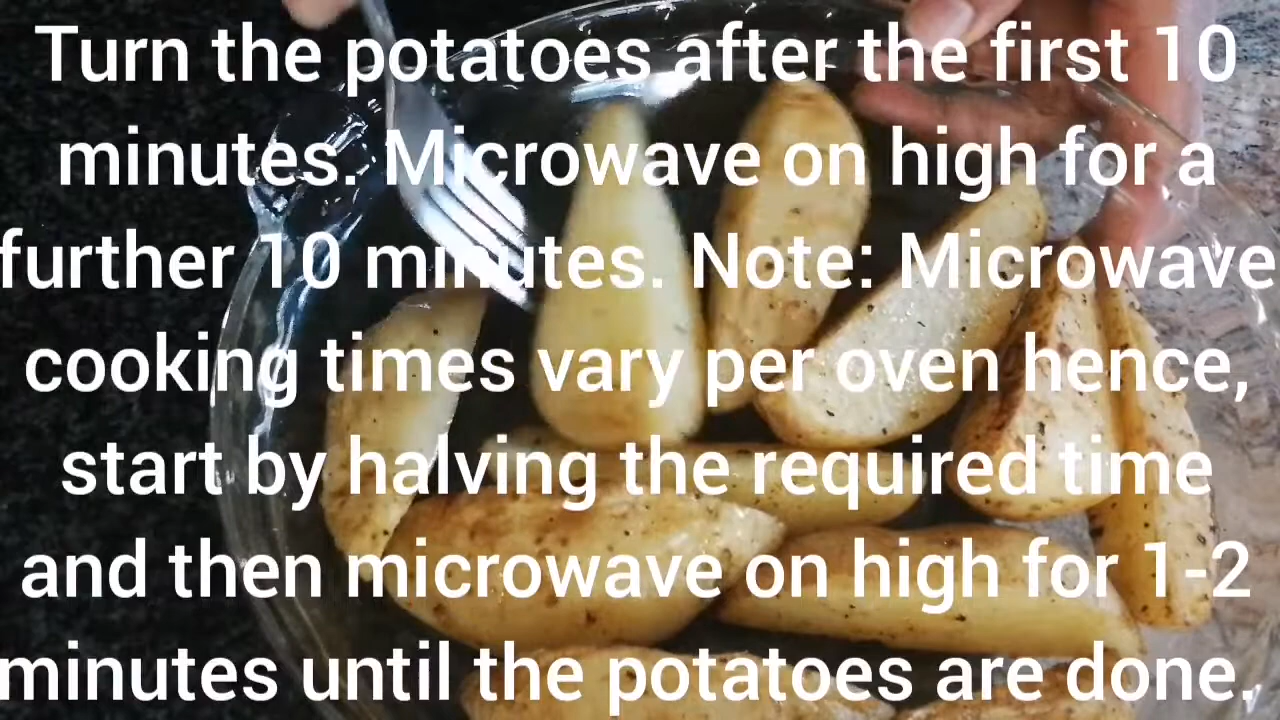 Turn the potatoes after the first 10
minutes. Microwave on high for a
further 10 minutes. Note: Microwave
cooking times vary per oven hence,
start by halving the required time
and then microwave on high for 1-2
minutes until the potatoes are done.